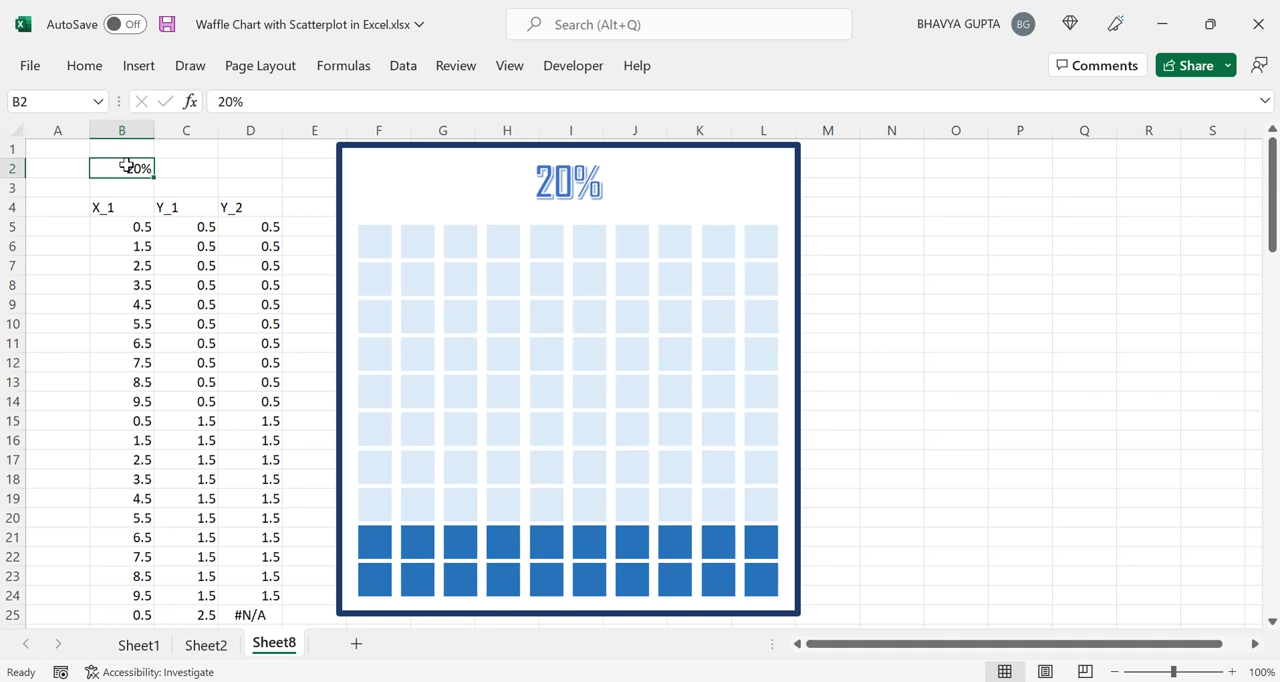 AutoSave Off Waffle Chart with Scatterplot in Excel.xlsx Search (Alt+Q) BHAVYA GUPTA BG
File Home Insert Draw Page Layout Formulas Data Review View Developer Help Comments Share
B2 fx 20%
A B C D E F G H I J K L M N O P Q R S
1
2 20%
20%
3
4 X_1 Y_1 Y_2
5 0.5 0.5 0.5
6 1.5 0.5 0.5
7 2.5 0.5 0.5
8 3.5 0.5 0.5
9 4.5 0.5 0.5
10 5.5 0.5 0.5
11 6.5 0.5 0.5
12 7.5 0.5 0.5
13 8.5 0.5 0.5
14 9.5 0.5 0.5
15 0.5 1.5 1.5
16 1.5 1.5 1.5
17 2.5 1.5 1.5
18 3.5 1.5 1.5
19 4.5 1.5 1.5
20 5.5 1.5 1.5
21 6.5 1.5 1.5
22 7.5 1.5 1.5
23 8.5 1.5 1.5
24 9.5 1.5 1.5
25 0.5 2.5 #N/A
Sheet1 Sheet2 Sheet8
Ready Accessibility: Investigate 100%